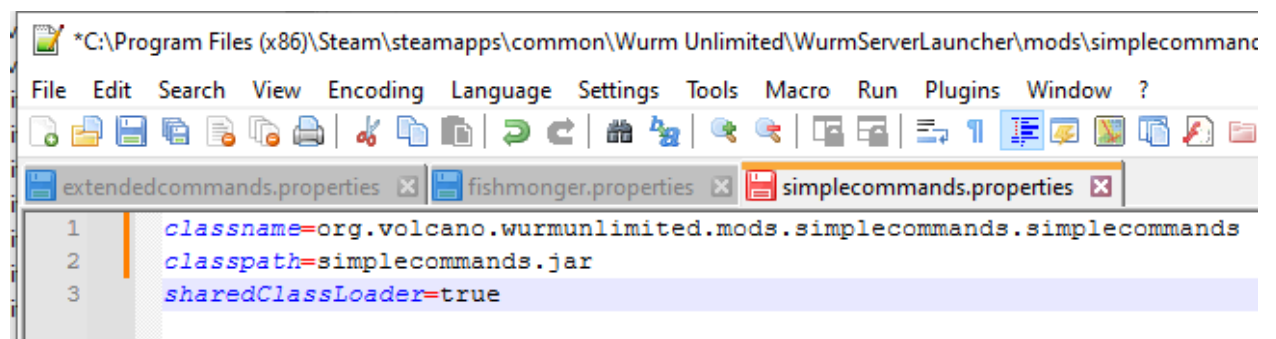 *C:\Program Files (x86)\Steam\steamapps\common\Wurm Unlimited\WurmServerLauncher\mods\simplecommand
File Edit Search View Encoding Language Settings Tools Macro Run Plugins Window ?
extendedcommands.properties fishmonger.properties simplecommands.properties
1 classname=org.volcano.wurmunlimited.mods.simplecommands.simplecommands
2 classpath=simplecommands.jar
3 sharedClassLoader=true